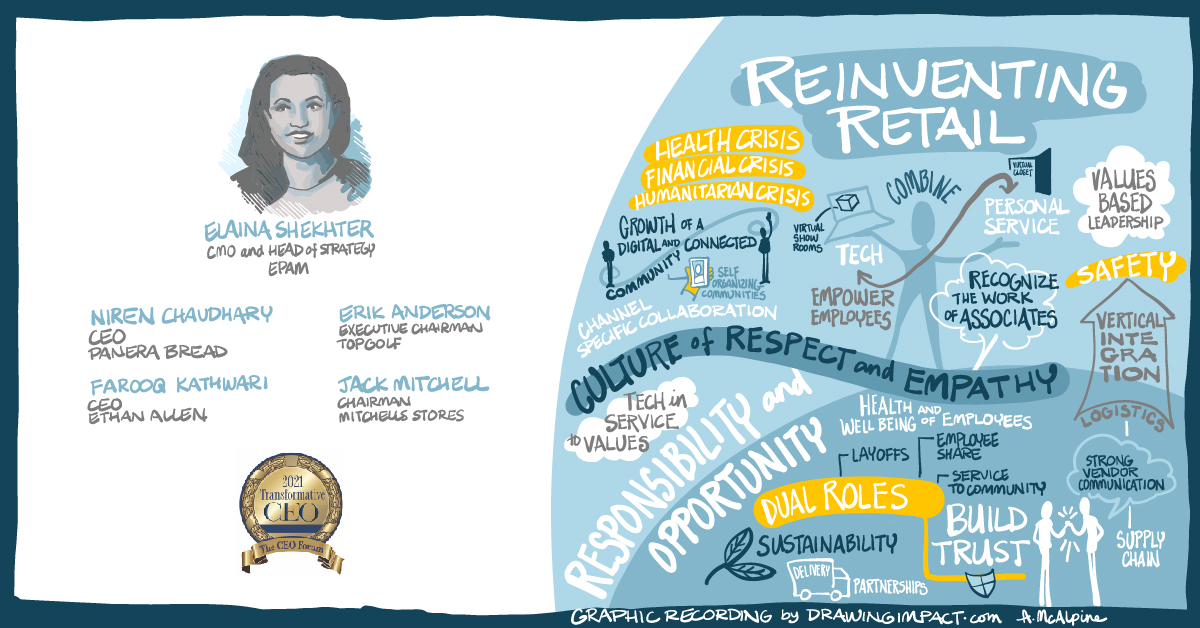 ELAINA SHEKHTER
CMO and HEAD of STRATEGY
EPAM
NIREN CHAUDHARY
CEO
PANERA BREAD
ERIK ANDERSON
EXECUTIVE CHAIRMAN
TOPGOLF
FAROOQ KATHWARI
CEO
ETHAN ALLEN
JACK MITCHELL
CHAIRMAN
MITCHELLS STORES
2021
Transformative
CEO
The CEO Forum
REINVENTING
RETAIL
HEALTH CRISIS
FINANCIAL CRISIS
HUMANITARIAN CRISIS
GROWTH OF A
DIGITAL AND CONNECTED
COMMUNITY
SELF
ORGANIZING
COMMUNITIES
CHANNEL
SPECIFIC COLLABORATION
VIRTUAL
SHOW
ROOMS
TECH
COMBINE
VIRTUAL
CLOSET
PERSONAL
SERVICE
EMPOWER
EMPLOYEES
VALUES
BASED
LEADERSHIP
RECOGNIZE
THE WORK
OF ASSOCIATES
SAFETY
VERTICAL
INTE
GRA
TION
LOGISTICS
CULTURE of RESPECT and EMPATHY
TECH in
SERVICE
to VALUES
RESPONSIBILITY and
OPPORTUNITY
HEALTH AND
WELL BEING OF EMPLOYEES
LAYOFFS
EMPLOYEE
SHARE
SERVICE
TO COMMUNITY
DUAL ROLES
SUSTAINABILITY
DELIVERY
PARTNERSHIPS
BUILD
TRUST
STRONG
VENDOR
COMMUNICATION
SUPPLY
CHAIN
GRAPHIC RECORDING by DRAWINGIMPACT.com A.McAlpine